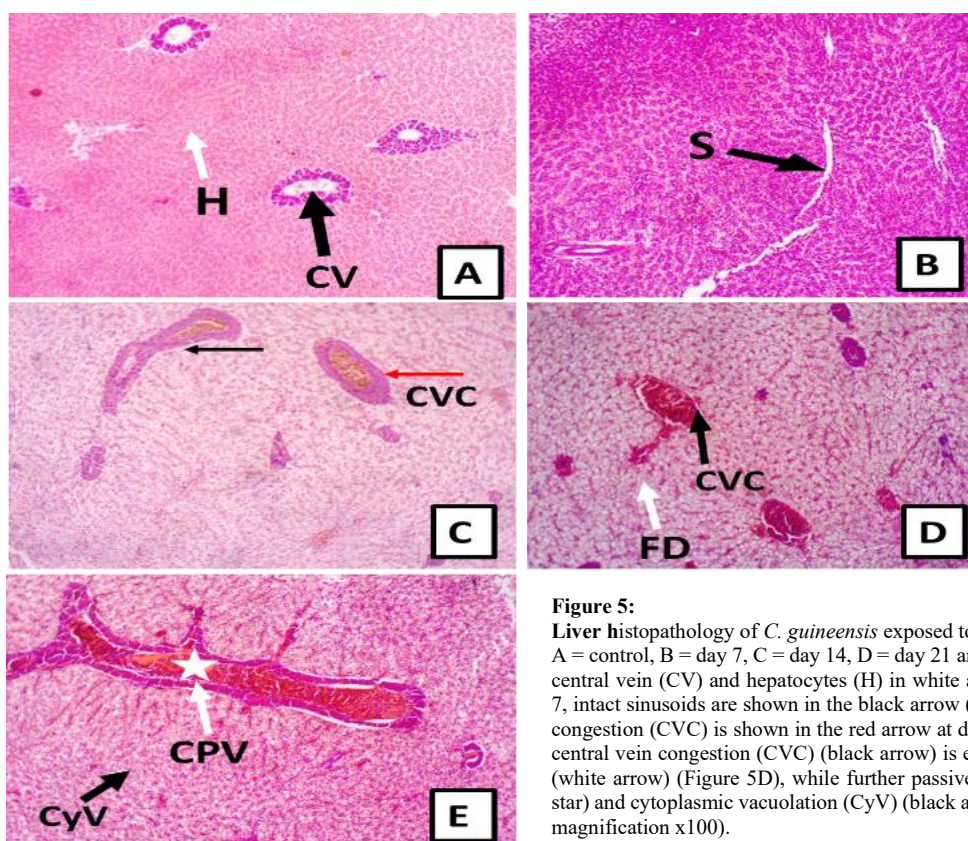 H
CV
A
S
B
CVC
C
CVC
FD
D
CPV
CyV
E
Figure 5:
Liver histopathology of C. guineensis exposed to
A = control, B = day 7, C = day 14, D = day 21 an
central vein (CV) and hepatocytes (H) in white a
7, intact sinusoids are shown in the black arrow (
congestion (CVC) is shown in the red arrow at d
central vein congestion (CVC) (black arrow) is e
(white arrow) (Figure 5D), while further passive
star) and cytoplasmic vacuolation (CyV) (black a
magnification x100).